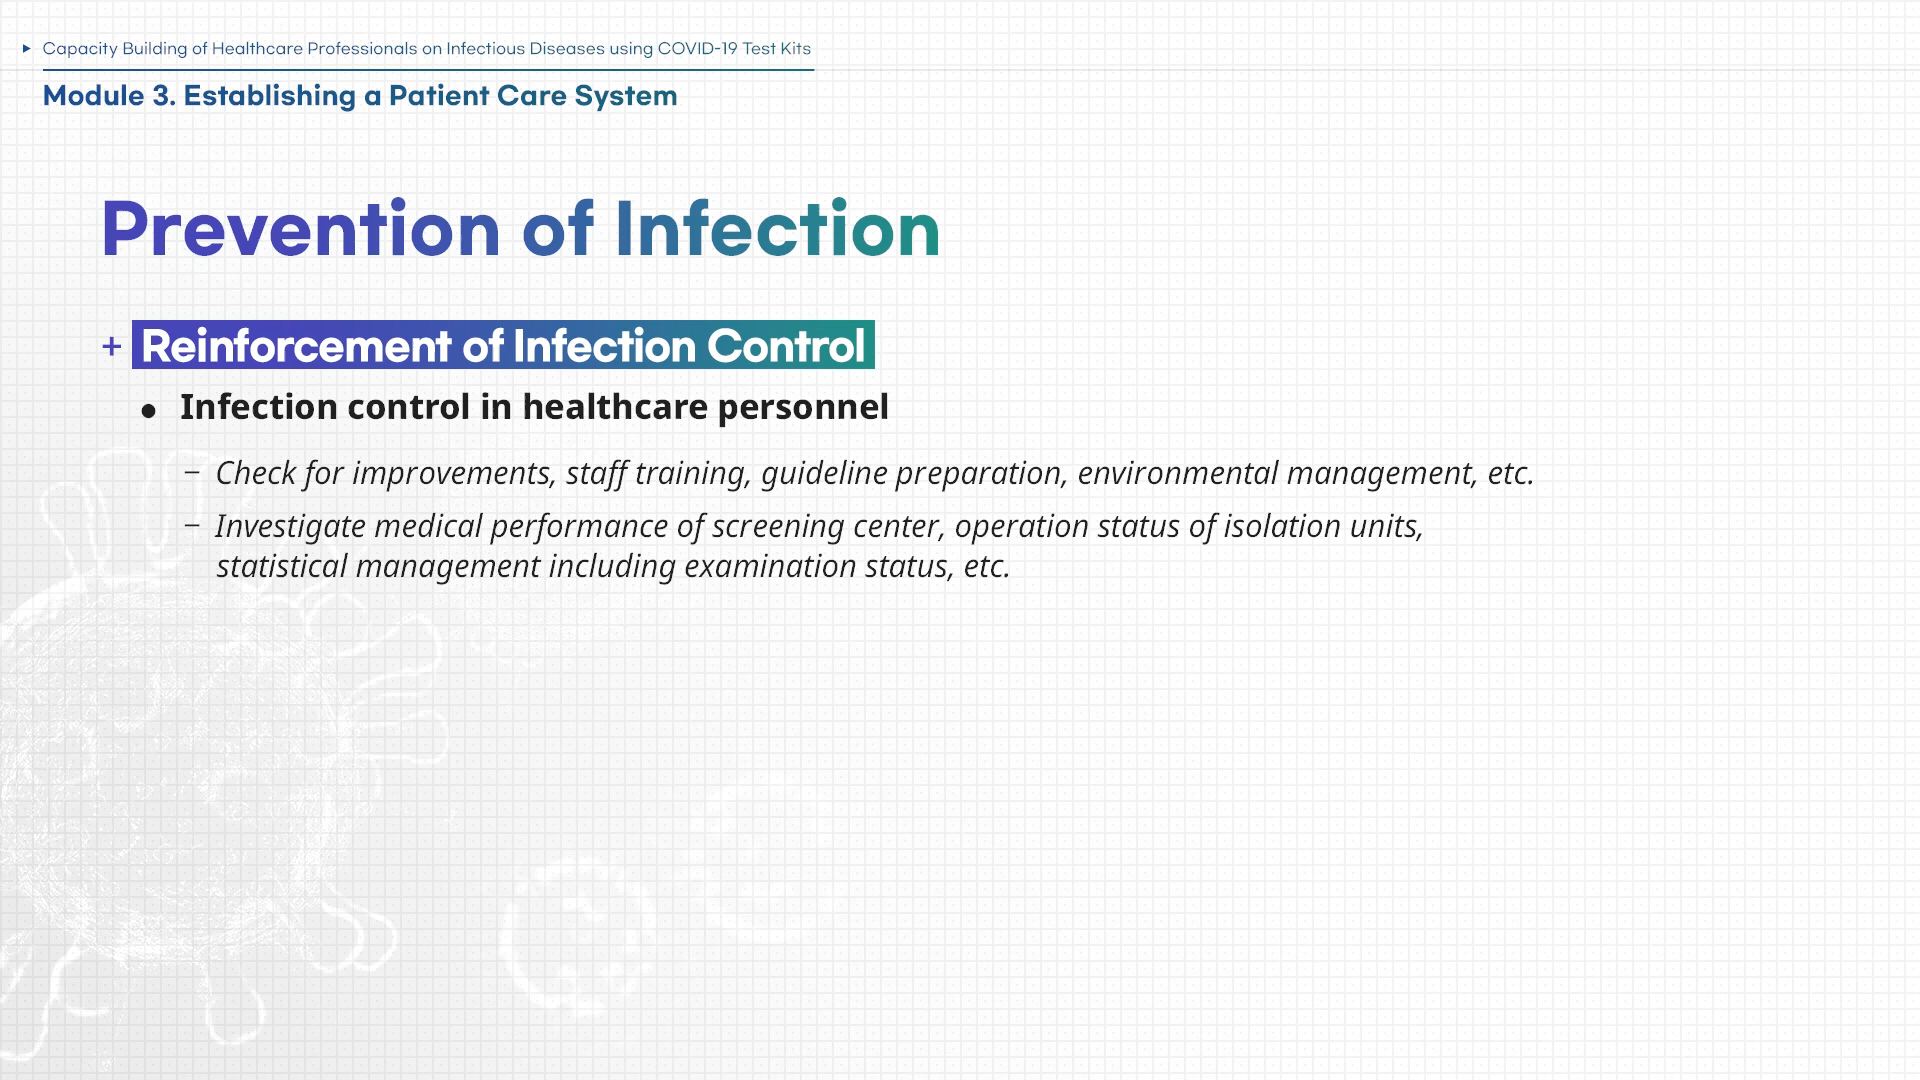 ▸ Capacity Building of Healthcare Professionals on Infectious Diseases using COVID-19 Test Kits
Module 3. Establishing a Patient Care System
Prevention of Infection
+ Reinforcement of Infection Control
● Infection control in healthcare personnel
– Check for improvements, staff training, guideline preparation, environmental management, etc.
– Investigate medical performance of screening center, operation status of isolation units,
statistical management including examination status, etc.